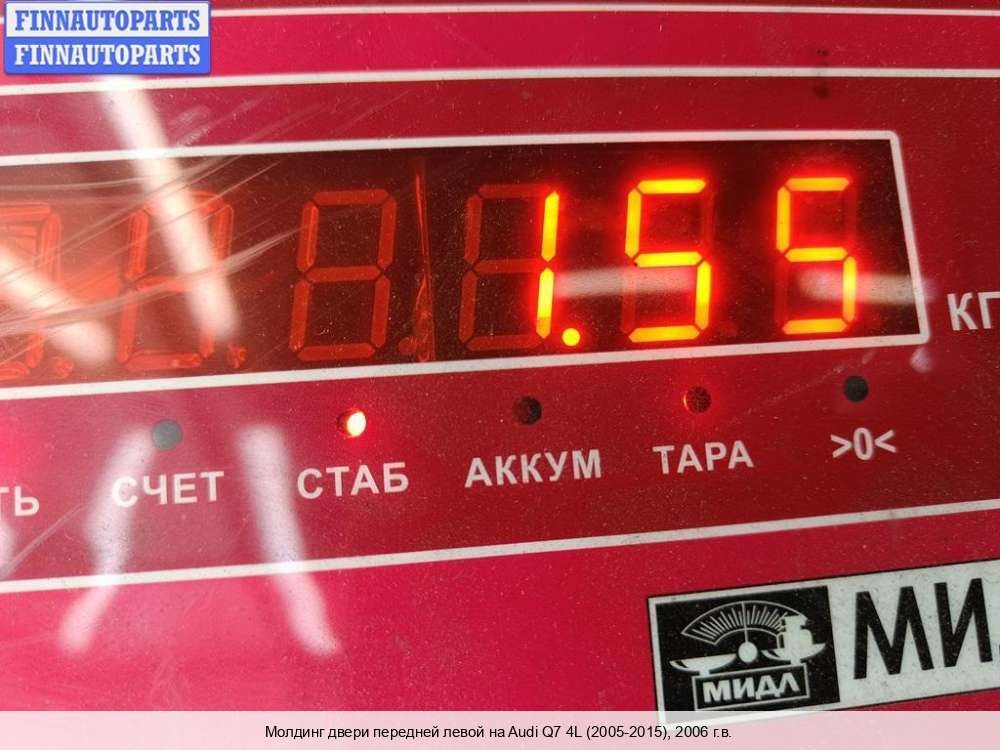 FINNAUTOPARTS
FINNAUTOPARTS
1.55
КГ
СЧЕТ
СТАБ
АККУМ
ТАРА
>0<
МИДЛ
Молдинг двери передней левой на Audi Q7 4L (2005-2015), 2006 г.в.